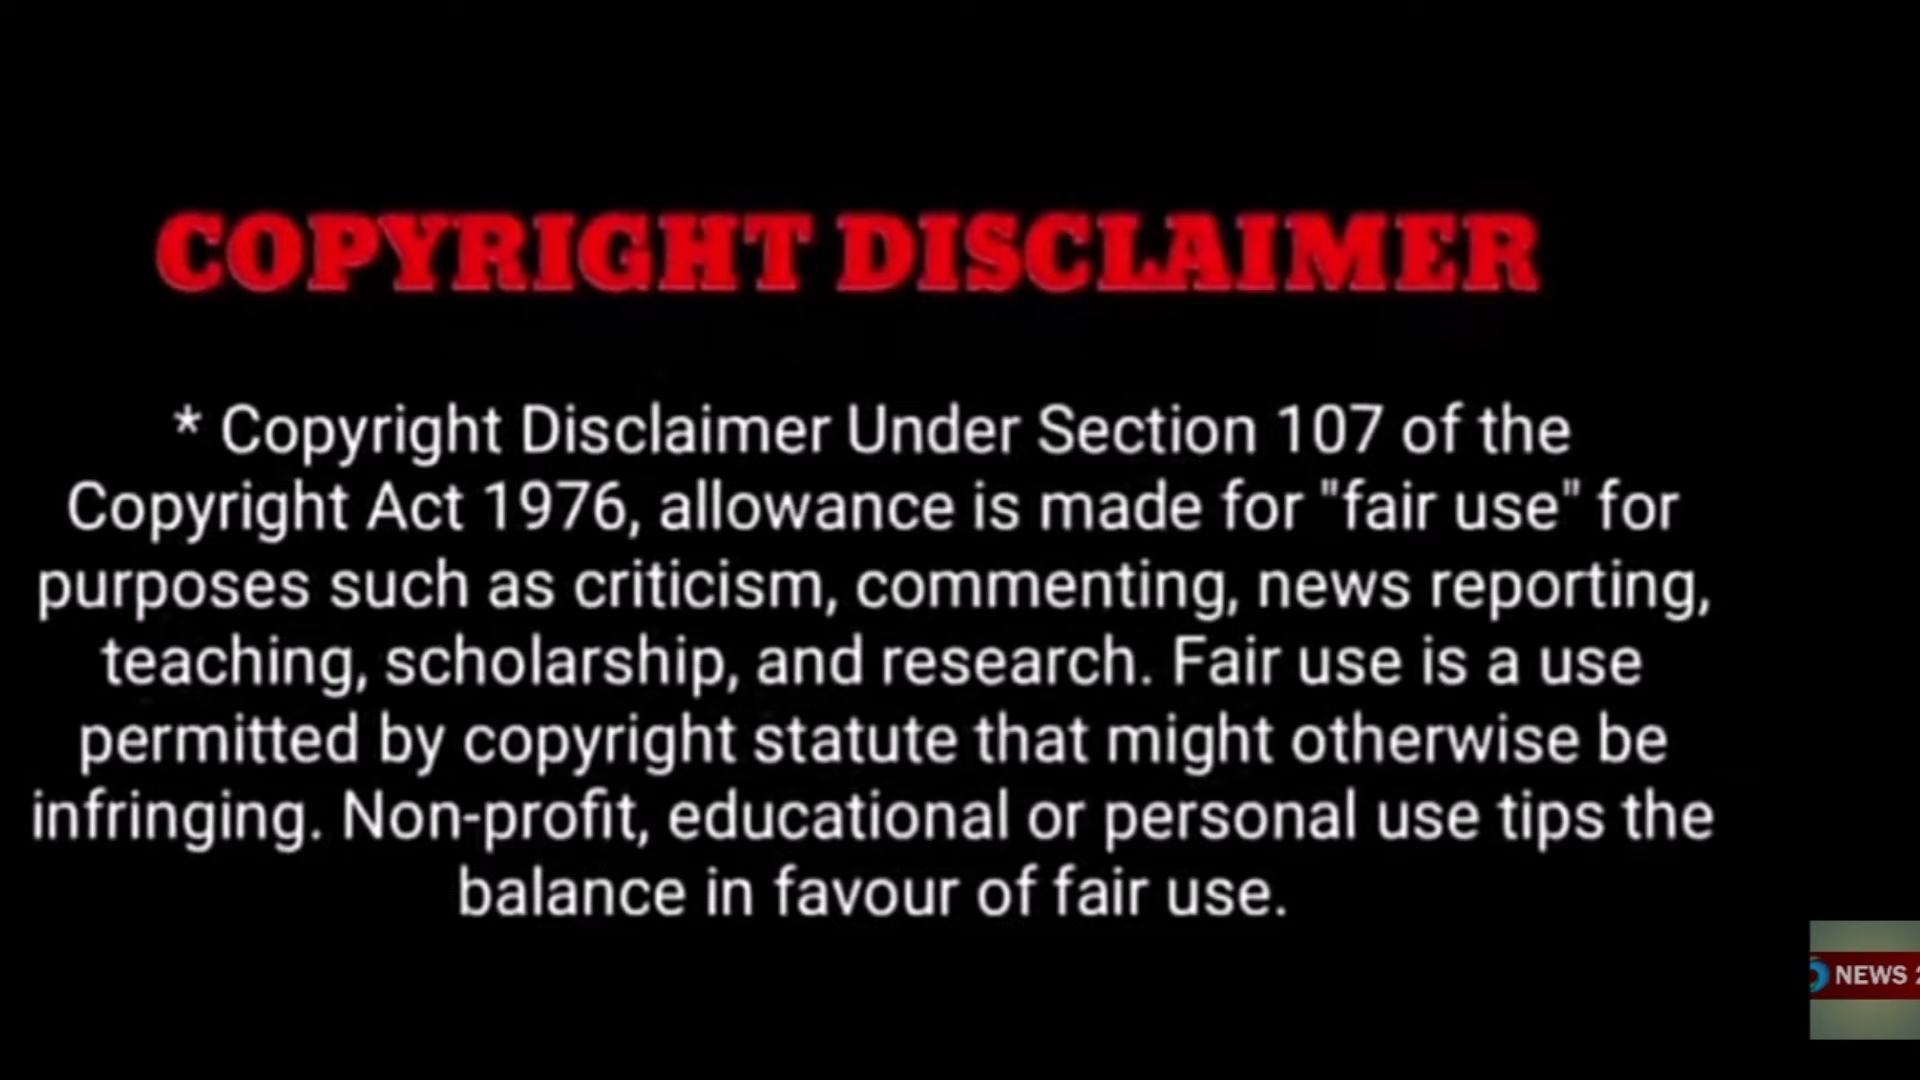 COPYRIGHT DISCLAIMER
* Copyright Disclaimer Under Section 107 of the
Copyright Act 1976, allowance is made for "fair use" for
purposes such as criticism, commenting, news reporting,
teaching, scholarship, and research. Fair use is a use
permitted by copyright statute that might otherwise be
infringing. Non-profit, educational or personal use tips the
balance in favour of fair use.
NEWS